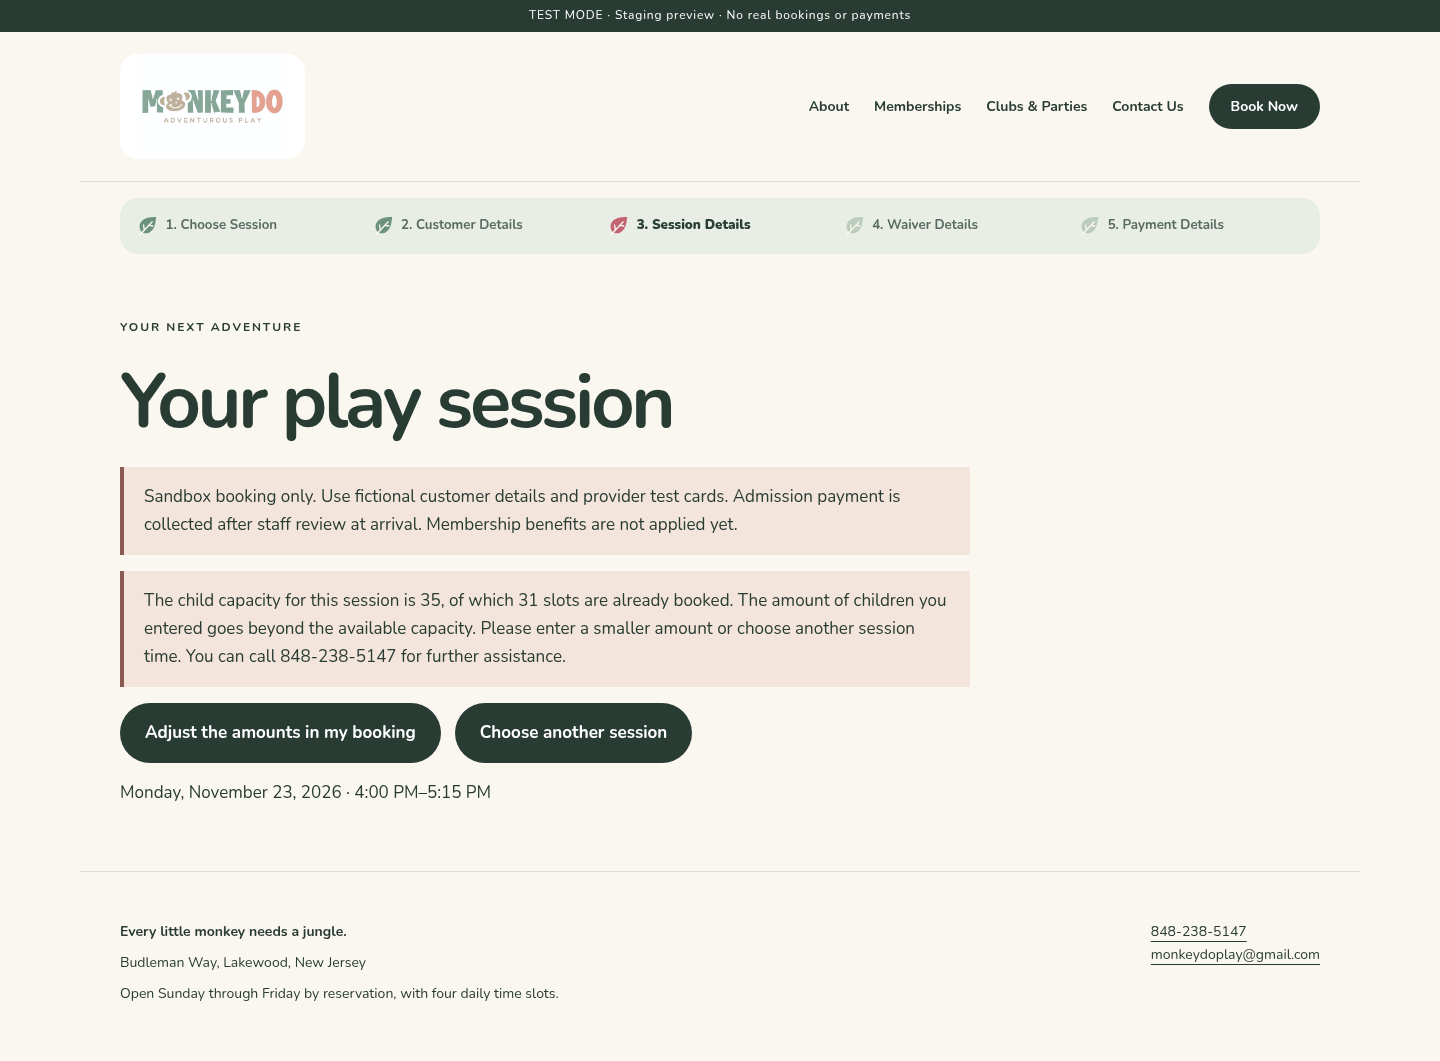 TEST MODE · Staging preview · No real bookings or payments
MONKEYDO
ADVENTUROUS PLAY
About
Memberships
Clubs & Parties
Contact Us
Book Now
1. Choose Session
2. Customer Details
3. Session Details
4. Waiver Details
5. Payment Details
YOUR NEXT ADVENTURE
Your play session
Sandbox booking only. Use fictional customer details and provider test cards. Admission payment is
collected after staff review at arrival. Membership benefits are not applied yet.
The child capacity for this session is 35, of which 31 slots are already booked. The amount of children you
entered goes beyond the available capacity. Please enter a smaller amount or choose another session
time. You can call 848-238-5147 for further assistance.
Adjust the amounts in my booking
Choose another session
Monday, November 23, 2026 · 4:00 PM–5:15 PM
Every little monkey needs a jungle.
Budleman Way, Lakewood, New Jersey
Open Sunday through Friday by reservation, with four daily time slots.
848-238-5147
monkeydoplay@gmail.com